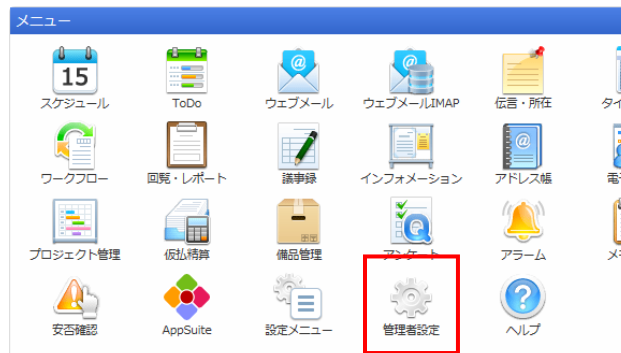 メニュー
15
スケジュール
ToDo
ウェブメール
ウェブメールIMAP
伝言・所在
ワークフロー
回覧・レポート
議事録
インフォメーション
アドレス帳
プロジェクト管理
仮払精算
備品管理
アンケート
アラーム
安否確認
AppSuite
設定メニュー
管理者設定
ヘルプ